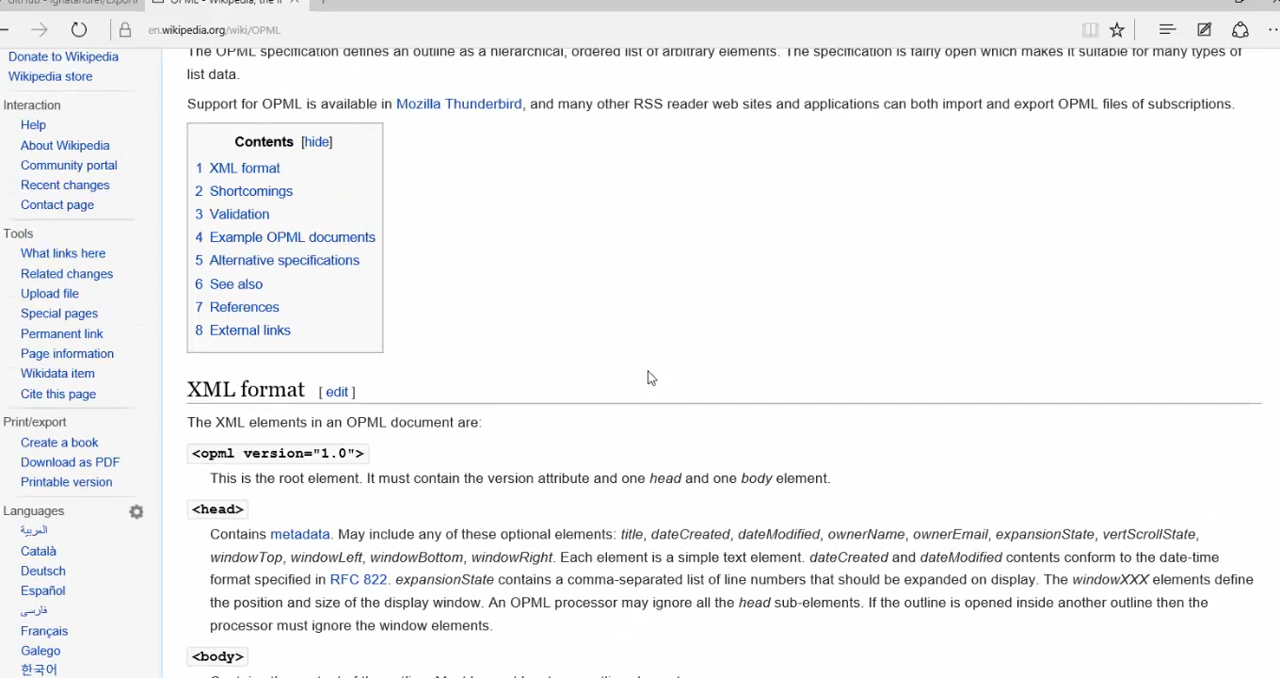 en.wikipedia.org/wiki/OPML
Donate to Wikipedia
Wikipedia store
Interaction
Help
About Wikipedia
Community portal
Recent changes
Contact page
Tools
What links here
Related changes
Upload file
Special pages
Permanent link
Page information
Wikidata item
Cite this page
Print/export
Create a book
Download as PDF
Printable version
Languages
العربية
Català
Deutsch
Español
فارسی
Français
Galego
한국어
The OPML specification defines an outline as a hierarchical, ordered list of arbitrary elements. The specification is fairly open which makes it suitable for many types of
list data.
Support for OPML is available in Mozilla Thunderbird, and many other RSS reader web sites and applications can both import and export OPML files of subscriptions.
Contents [hide]
1 XML format
2 Shortcomings
3 Validation
4 Example OPML documents
5 Alternative specifications
6 See also
7 References
8 External links
XML format [ edit ]
The XML elements in an OPML document are:
<opml version="1.0">
This is the root element. It must contain the version attribute and one head and one body element.
<head>
Contains metadata. May include any of these optional elements: title, dateCreated, dateModified, ownerName, ownerEmail, expansionState, vertScrollState,
windowTop, windowLeft, windowBottom, windowRight. Each element is a simple text element. dateCreated and dateModified contents conform to the date-time
format specified in RFC 822. expansionState contains a comma-separated list of line numbers that should be expanded on display. The windowXXX elements define
the position and size of the display window. An OPML processor may ignore all the head sub-elements. If the outline is opened inside another outline then the
processor must ignore the window elements.
<body>